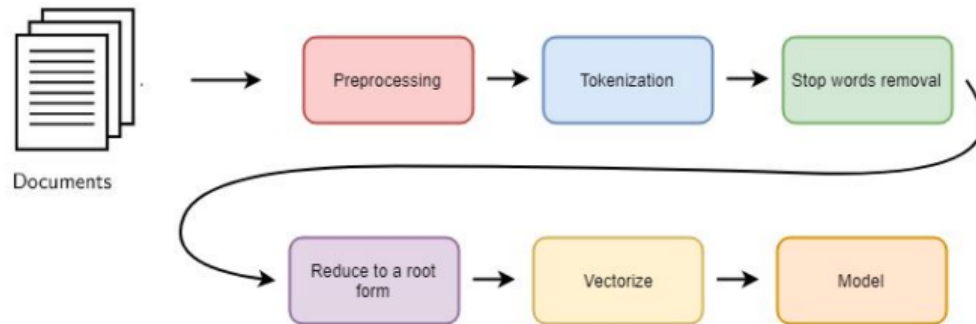 Preprocessing
Tokenization
Stop words removal
Documents
Reduce to a root
form
Vectorize
Model